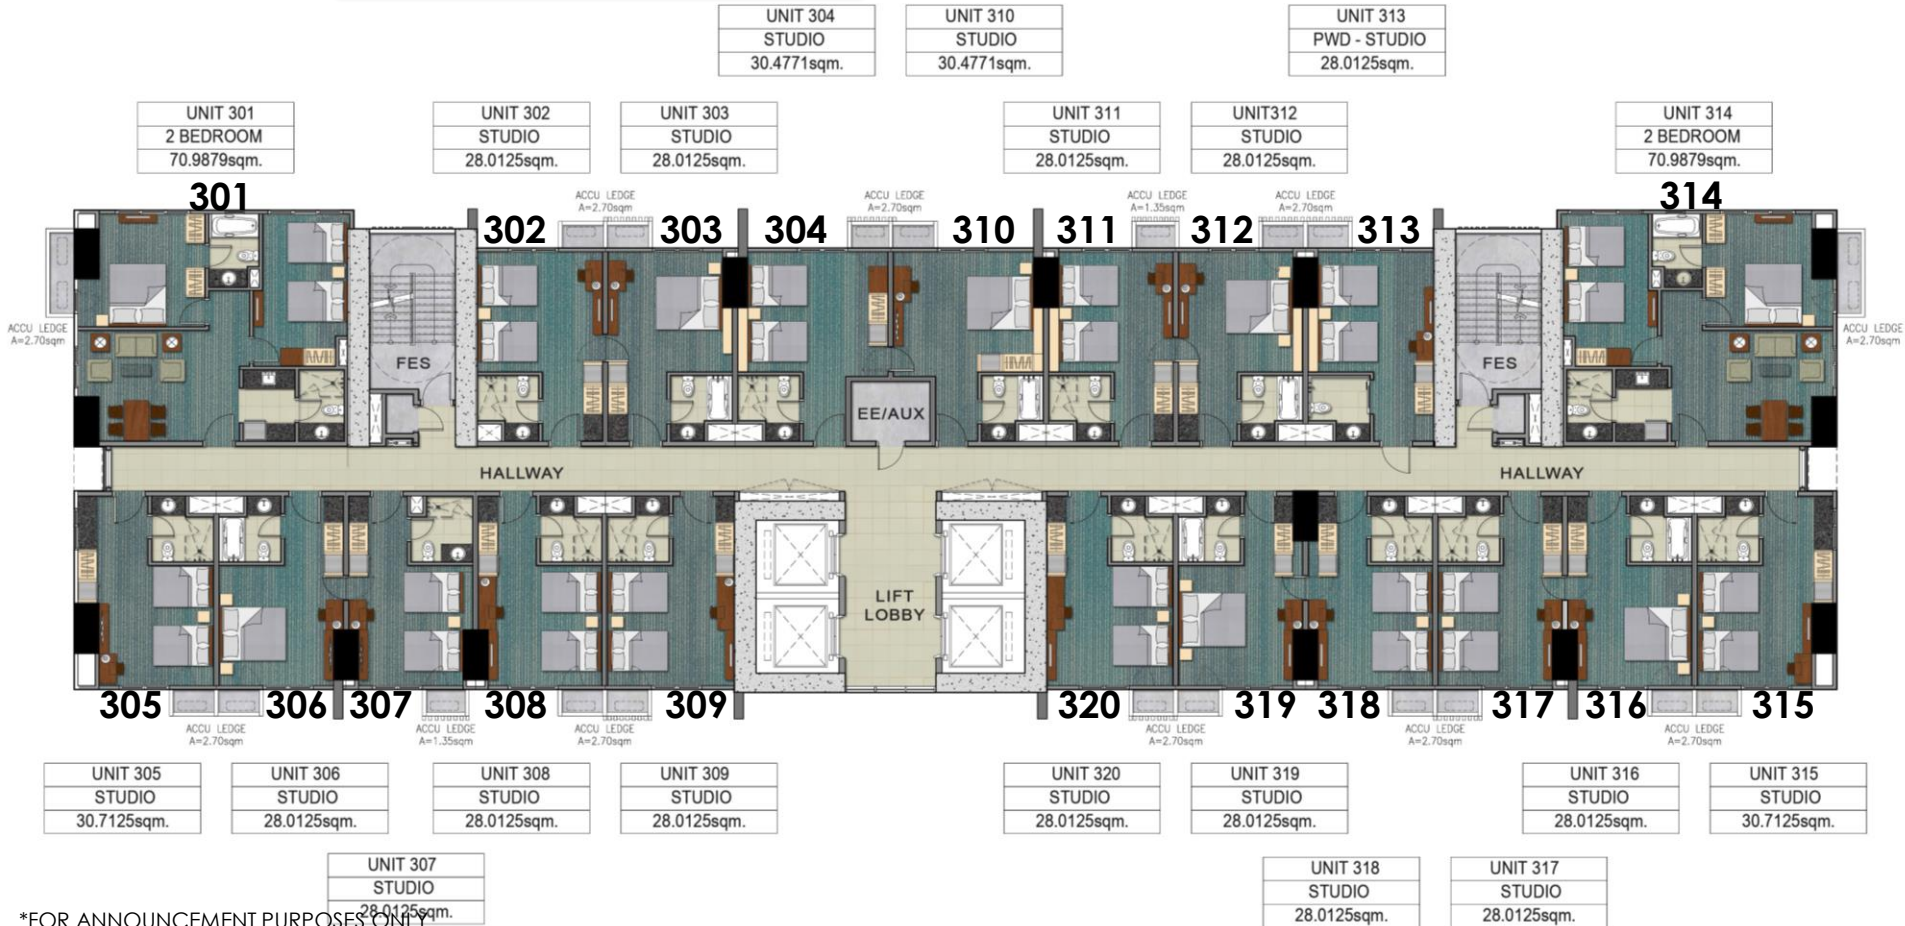 UNIT 304
STUDIO
30.4771sqm.
UNIT 310
STUDIO
30.4771sqm.
UNIT 313
PWD - STUDIO
28.0125sqm.
UNIT 301
2 BEDROOM
70.9879sqm.
UNIT 302
STUDIO
28.0125sqm.
UNIT 303
STUDIO
28.0125sqm.
UNIT 311
STUDIO
28.0125sqm.
UNIT312
STUDIO
28.0125sqm.
UNIT 314
2 BEDROOM
70.9879sqm.
301
302
ACCU LEDGE
A=2.70sqm
303
304
ACCU LEDGE
A=2.70sqm
310
311
ACCU LEDGE
A=1.35sqm
312
ACCU LEDGE
A=2.70sqm
313
314
ACCU LEDGE
A=2.70sqm
ACCU LEDGE
A=2.70sqm
FES
FES
EE/AUX
HALLWAY
HALLWAY
LIFT
LOBBY
305
306
307
308
309
320
319
318
317
316
315
ACCU LEDGE
A=2.70sqm
ACCU LEDGE
A=1.35sqm
ACCU LEDGE
A=2.70sqm
ACCU LEDGE
A=2.70sqm
ACCU LEDGE
A=2.70sqm
ACCU LEDGE
A=2.70sqm
UNIT 305
STUDIO
30.7125sqm.
UNIT 306
STUDIO
28.0125sqm.
UNIT 308
STUDIO
28.0125sqm.
UNIT 309
STUDIO
28.0125sqm.
UNIT 320
STUDIO
28.0125sqm.
UNIT 319
STUDIO
28.0125sqm.
UNIT 316
STUDIO
28.0125sqm.
UNIT 315
STUDIO
30.7125sqm.
UNIT 307
STUDIO
28.0125sqm.
UNIT 318
STUDIO
28.0125sqm.
UNIT 317
STUDIO
28.0125sqm.
*FOR ANNOUNCEMENT PURPOSES ONLY